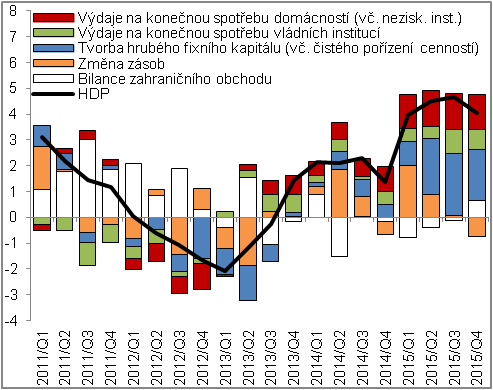 Výdaje na konečnou spotřebu domácností (vč. nezisk. inst.)
Výdaje na konečnou spotřebu vládních institucí
Tvorba hrubého fixního kapitálu (vč. čistého pořízení cenností)
Změna zásob
Bilance zahraničního obchodu
HDP
8
7
6
5
4
3
2
1
0
-1
-2
-3
-4
2011/Q1
2011/Q2
2011/Q3
2011/Q4
2012/Q1
2012/Q2
2012/Q3
2012/Q4
2013/Q1
2013/Q2
2013/Q3
2013/Q4
2014/Q1
2014/Q2
2014/Q3
2014/Q4
2015/Q1
2015/Q2
2015/Q3
2015/Q4